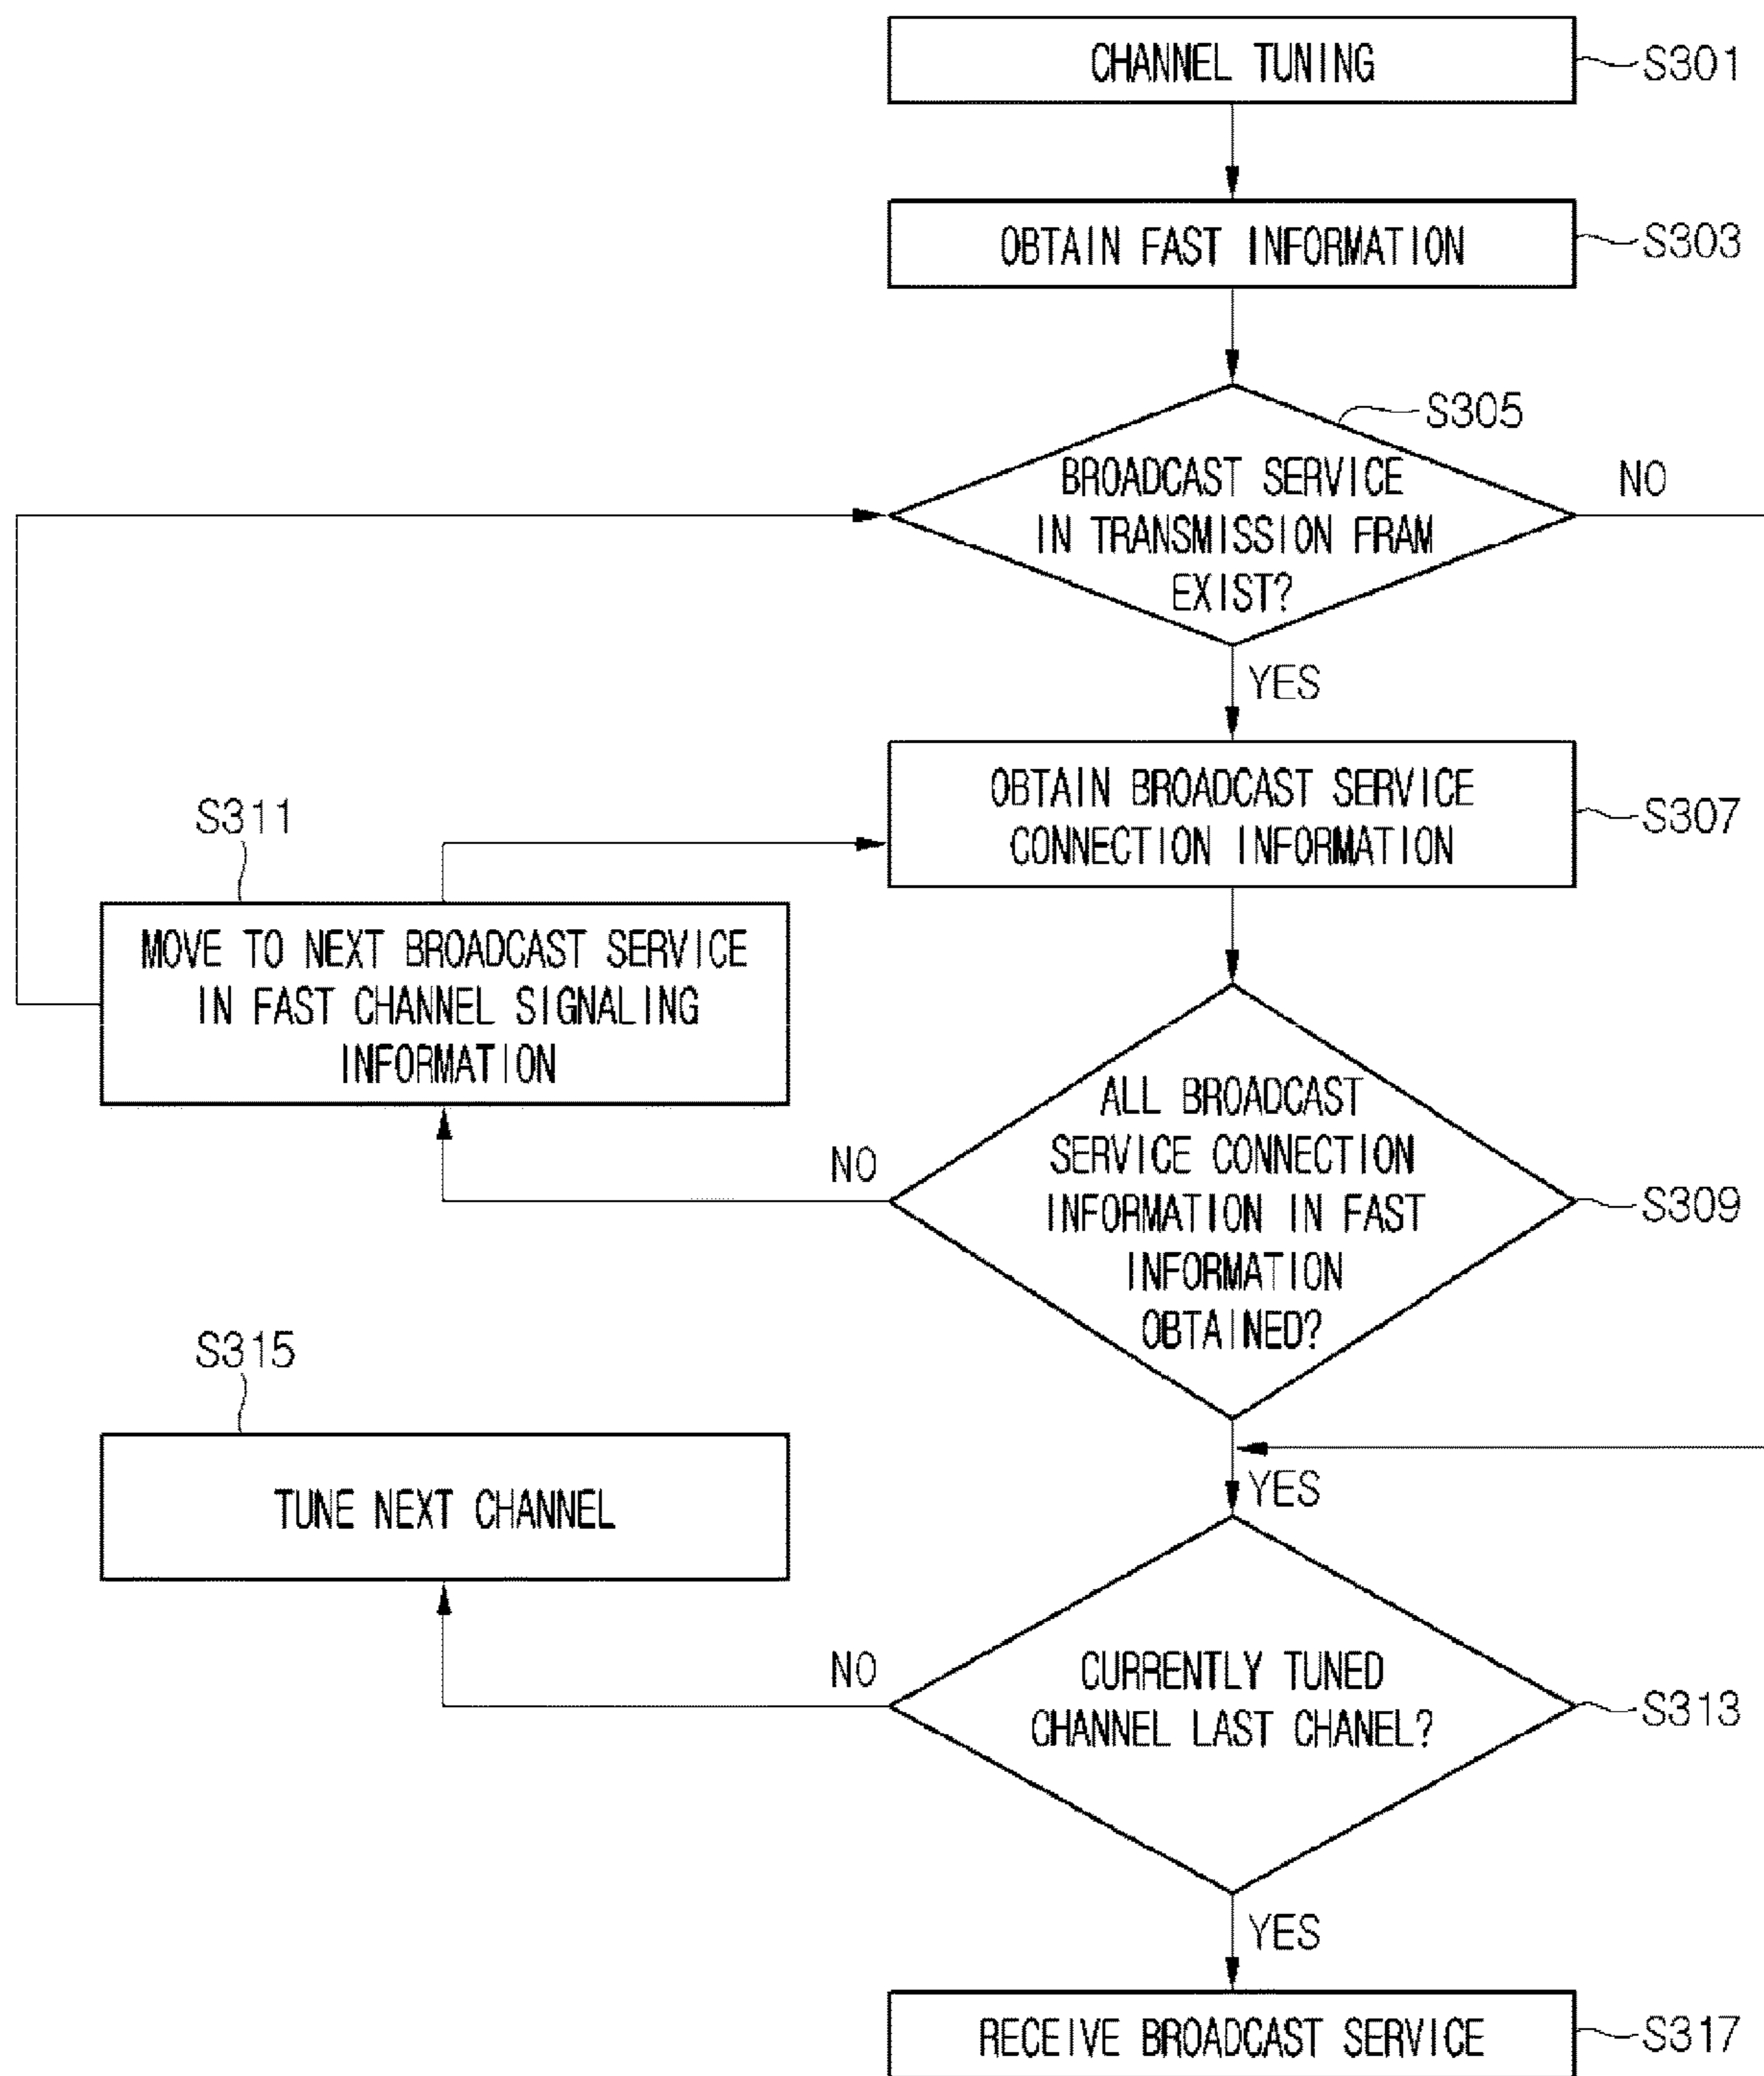 CHANNEL TUNING
S301
OBTAIN FAST INFORMATION
S303
S305
BROADCAST SERVICE
IN TRANSMISSION FRAM
EXIST?
NO
YES
OBTAIN BROADCAST SERVICE
CONNECTION INFORMATION
S307
S311
MOVE TO NEXT BROADCAST SERVICE
IN FAST CHANNEL SIGNALING
INFORMATION
ALL BROADCAST
SERVICE CONNECTION
INFORMATION IN FAST
INFORMATION
OBTAINED?
NO
S309
S315
TUNE NEXT CHANNEL
YES
NO
CURRENTLY TUNED
CHANNEL LAST CHANEL?
S313
YES
RECEIVE BROADCAST SERVICE
S317